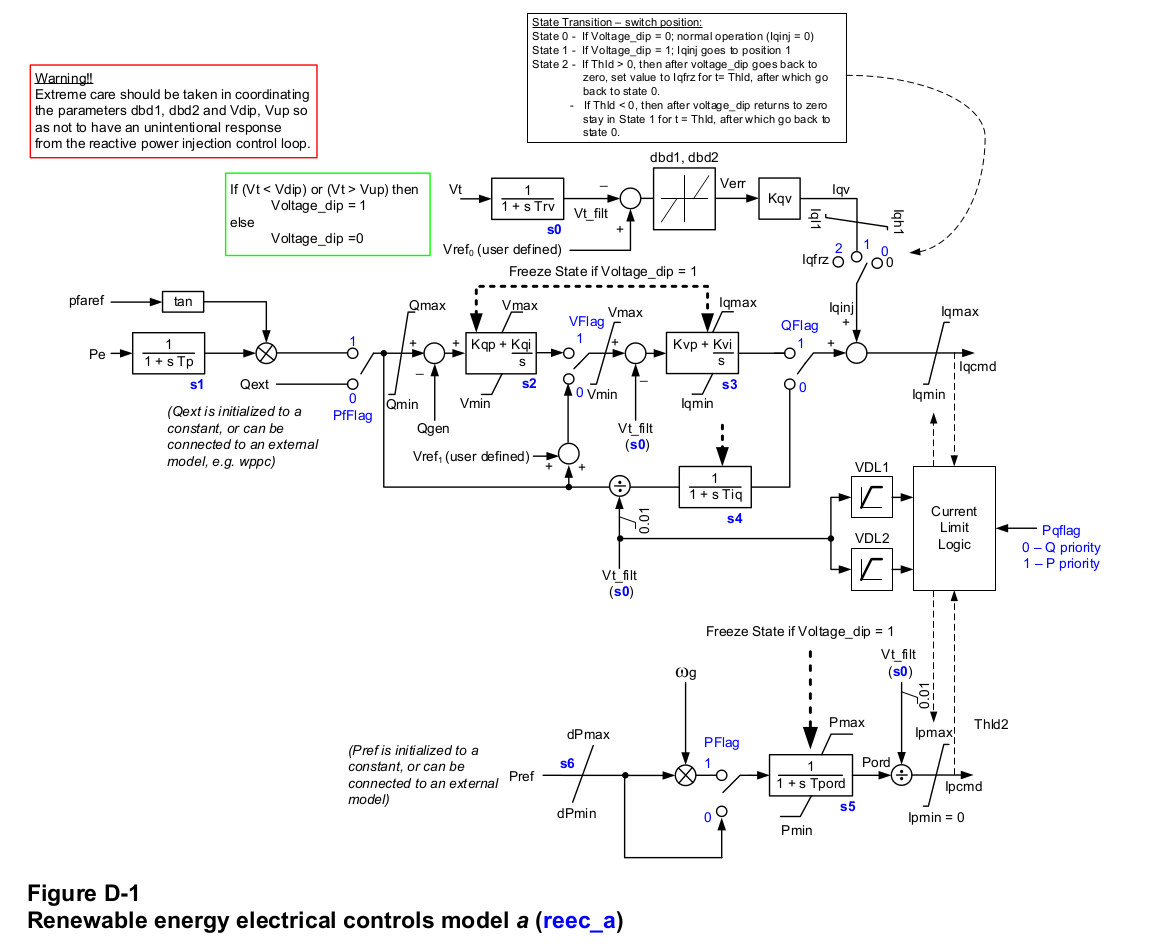 State Transition – switch position:
State 0 - If Voltage_dip = 0; normal operation (Iqinj = 0)
State 1 - If Voltage_dip = 1; Iqinj goes to position 1
State 2 - If Thld > 0, then after voltage_dip goes back to
zero, set value to Iqfrz for t= Thld, after which go
back to state 0.
- If Thld < 0, then after voltage_dip returns to zero
stay in State 1 for t = Thld, after which go back to
state 0.
Warning!!
Extreme care should be taken in coordinating
the parameters dbd1, dbd2 and Vdip, Vup so
as not to have an unintentional response
from the reactive power injection control loop.
If (Vt < Vdip) or (Vt > Vup) then
Voltage_dip = 1
else
Voltage_dip =0
dbd1, dbd2
Vt
1
1 + s Trv
s0
–
Vt_filt
+
Vref0 (user defined)
Verr
Kqv
Iqv
Iql1
Iqh1
Iqfrz
2
1
0
0
Iqinj
+
Freeze State if Voltage_dip = 1
pfaref
tan
Pe
1
1 + s Tp
s1
Qext
1
0
PfFlag
(Qext is initialized to a
constant, or can be
connected to an external
model, e.g. wppc)
Qmax
Qmin
+
–
Qgen
+
Vmax
Kqp + Kqi
s
s2
Vmin
VFlag
1
0
Vmax
Vmin
+
–
Vt_filt
(s0)
Iqmax
Kvp + Kvi
s
s3
Iqmin
QFlag
1
0
+
Iqmax
Iqmin
Iqcmd
Vref1 (user defined)
+
+
÷
0.01
Vt_filt
(s0)
1
1 + s Tiq
s4
VDL1
VDL2
Current
Limit
Logic
Pqflag
0 – Q priority
1 – P priority
Freeze State if Voltage_dip = 1
Vt_filt
(s0)
0.01
ωg
(Pref is initialized to a
constant, or can be
connected to an external
model)
Pref
dPmax
s6
dPmin
PFlag
1
0
Pmax
1
1 + s Tpord
s5
Pmin
Pord
÷
Ipmax
Ipmin = 0
Thld2
Ipcmd
Figure D-1
Renewable energy electrical controls model a (reec_a)